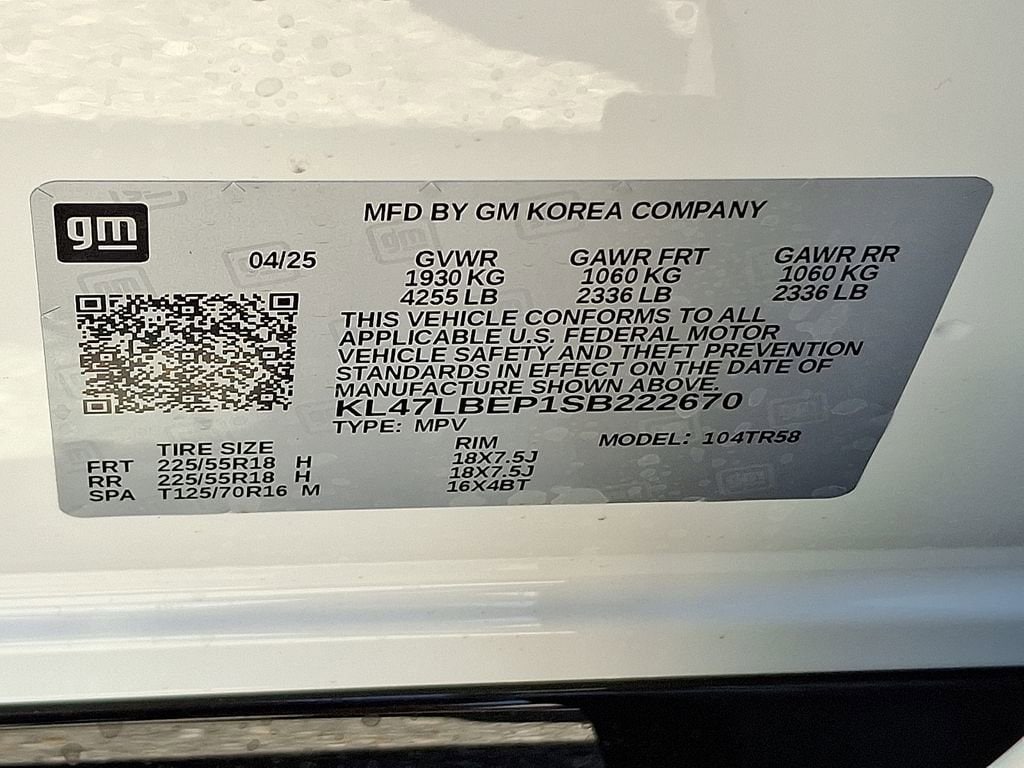 gm
MFD BY GM KOREA COMPANY
04/25 GVWR GAWR FRT GAWR RR
1930 KG 1060 KG 1060 KG
4255 LB 2336 LB 2336 LB
THIS VEHICLE CONFORMS TO ALL
APPLICABLE U.S. FEDERAL MOTOR
VEHICLE SAFETY AND THEFT PREVENTION
STANDARDS IN EFFECT ON THE DATE OF
MANUFACTURE SHOWN ABOVE.
KL47LBEP1SB222670
TYPE: MPV MODEL: 104TR58
TIRE SIZE RIM
FRT 225/55R18 H 18X7.5J
RR 225/55R18 H 18X7.5J
SPA T125/70R16 M 16X4BT